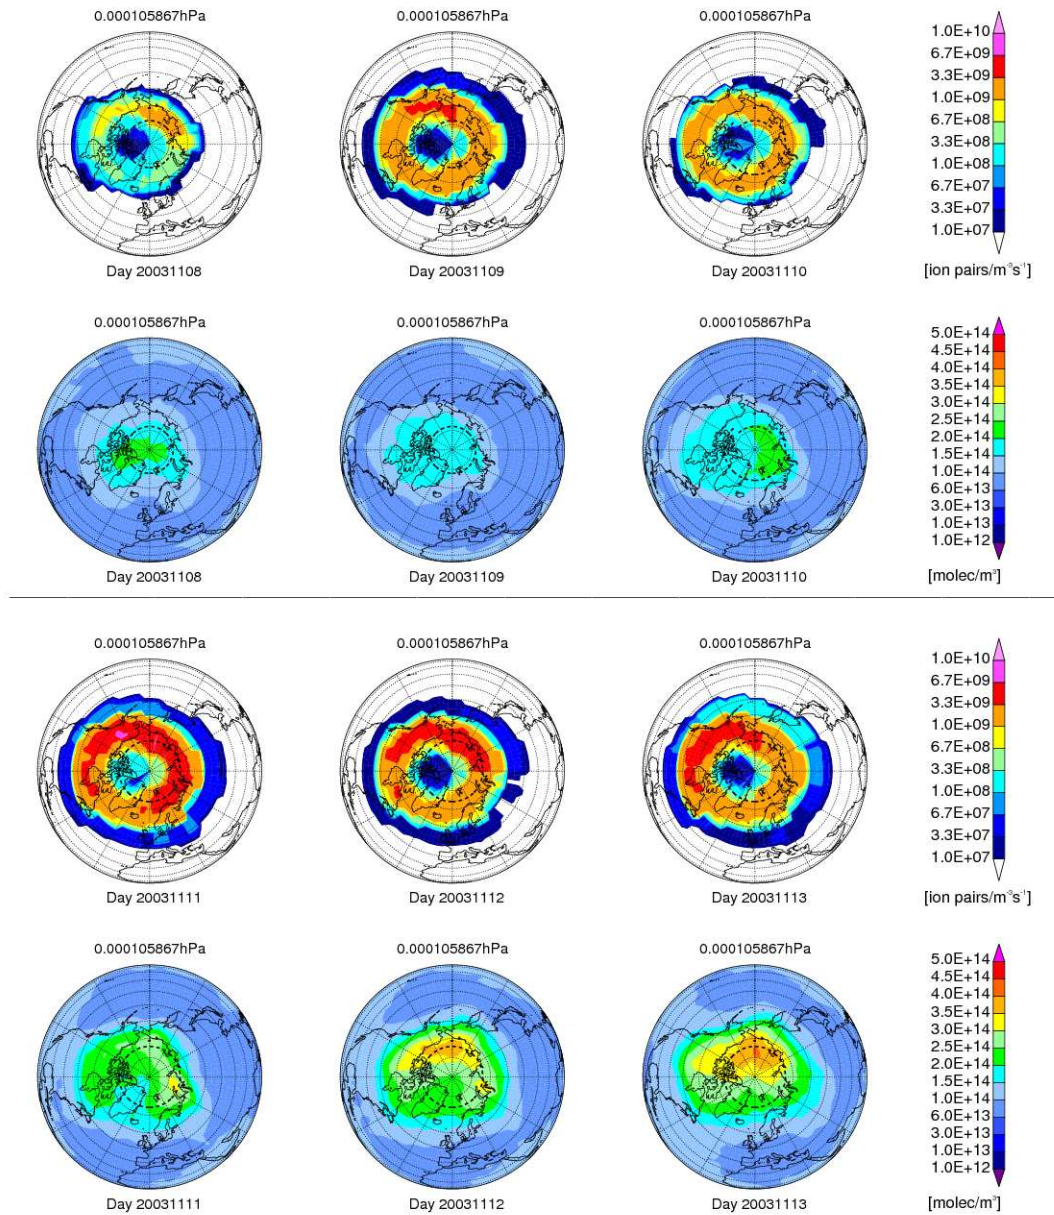 0.000105867hPa 0.000105867hPa 0.000105867hPa
1.0E+10
6.7E+09
3.3E+09
1.0E+09
6.7E+08
3.3E+08
1.0E+08
6.7E+07
3.3E+07
1.0E+07
Day 20031108 Day 20031109 Day 20031110 [ion pairs/m⁻³s⁻¹]
0.000105867hPa 0.000105867hPa 0.000105867hPa
5.0E+14
4.5E+14
4.0E+14
3.5E+14
3.0E+14
2.5E+14
2.0E+14
1.5E+14
1.0E+14
6.0E+13
3.0E+13
1.0E+13
1.0E+12
Day 20031108 Day 20031109 Day 20031110 [molec/m³]
0.000105867hPa 0.000105867hPa 0.000105867hPa
1.0E+10
6.7E+09
3.3E+09
1.0E+09
6.7E+08
3.3E+08
1.0E+08
6.7E+07
3.3E+07
1.0E+07
Day 20031111 Day 20031112 Day 20031113 [ion pairs/m⁻³s⁻¹]
0.000105867hPa 0.000105867hPa 0.000105867hPa
5.0E+14
4.5E+14
4.0E+14
3.5E+14
3.0E+14
2.5E+14
2.0E+14
1.5E+14
1.0E+14
6.0E+13
3.0E+13
1.0E+13
1.0E+12
Day 20031111 Day 20031112 Day 20031113 [molec/m³]